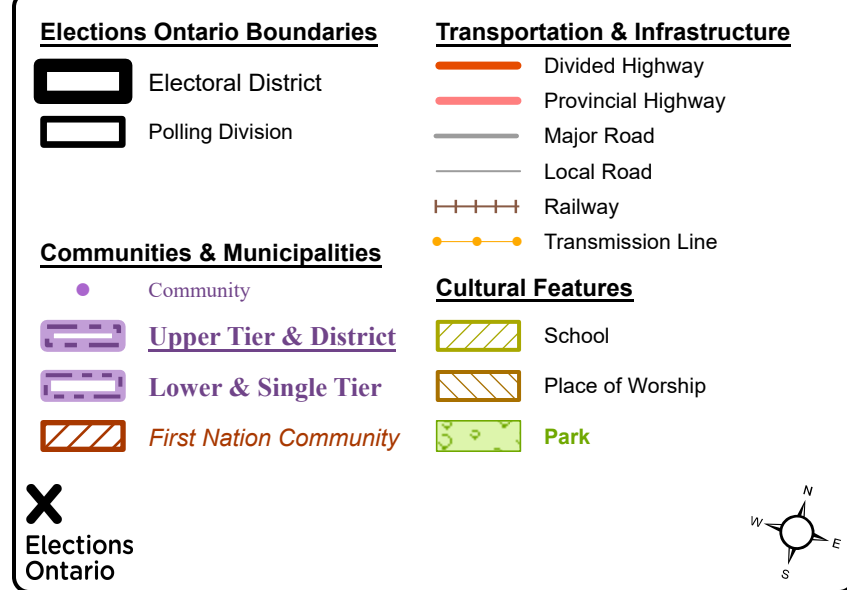 Elections Ontario Boundaries
Electoral District
Polling Division
Communities & Municipalities
Community
Upper Tier & District
Lower & Single Tier
First Nation Community
Transportation & Infrastructure
Divided Highway
Provincial Highway
Major Road
Local Road
Railway
Transmission Line
Cultural Features
School
Place of Worship
Park
Elections
Ontario
N
W
E
S